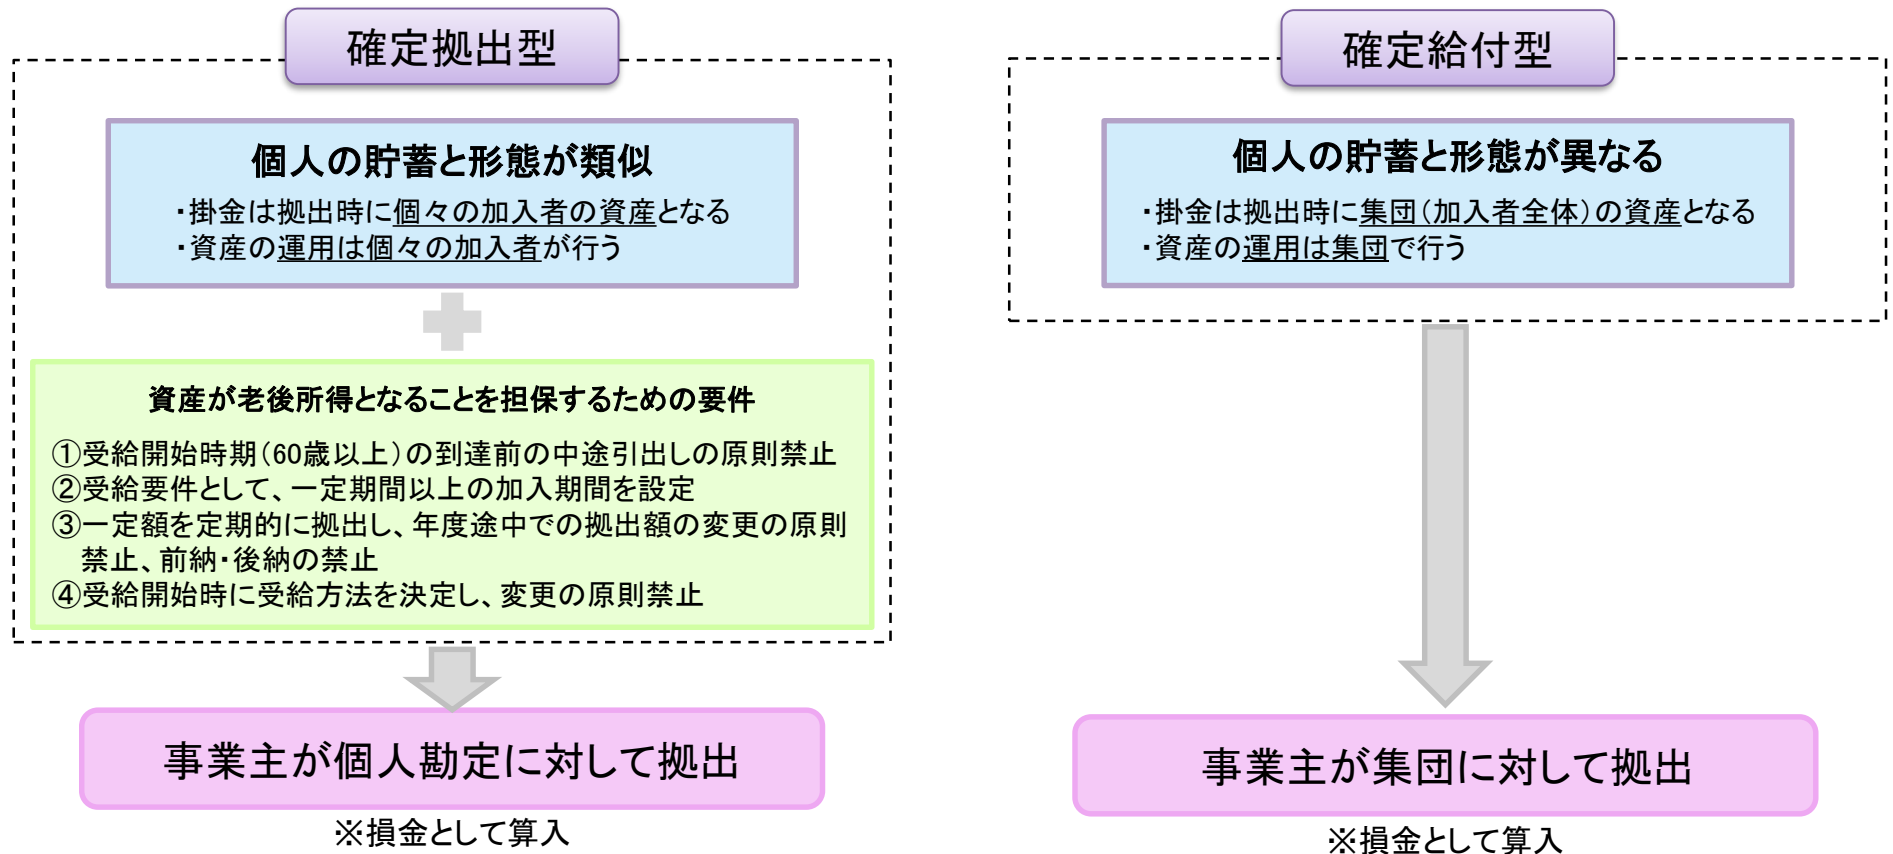 確定拠出型
個人の貯蓄と形態が類似
・掛金は拠出時に個々の加入者の資産となる
・資産の運用は個々の加入者が行う
資産が老後所得となることを担保するための要件
①受給開始時期（60歳以上）の到達前の中途引出しの原則禁止
②受給要件として、一定期間以上の加入期間を設定
③一定額を定期的に拠出し、年度途中での拠出額の変更の原則
禁止、前納・後納の禁止
④受給開始時に受給方法を決定し、変更の原則禁止
事業主が個人勘定に対して拠出
※損金として算入
確定給付型
個人の貯蓄と形態が異なる
・掛金は拠出時に集団（加入者全体）の資産となる
・資産の運用は集団で行う
事業主が集団に対して拠出
※損金として算入